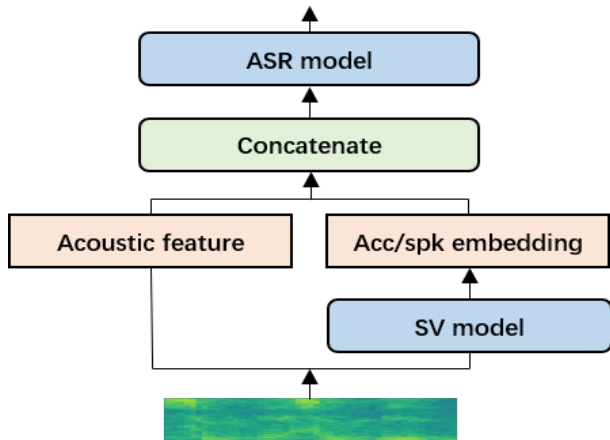 ASR model
Concatenate
Acoustic feature
Acc/spk embedding
SV model